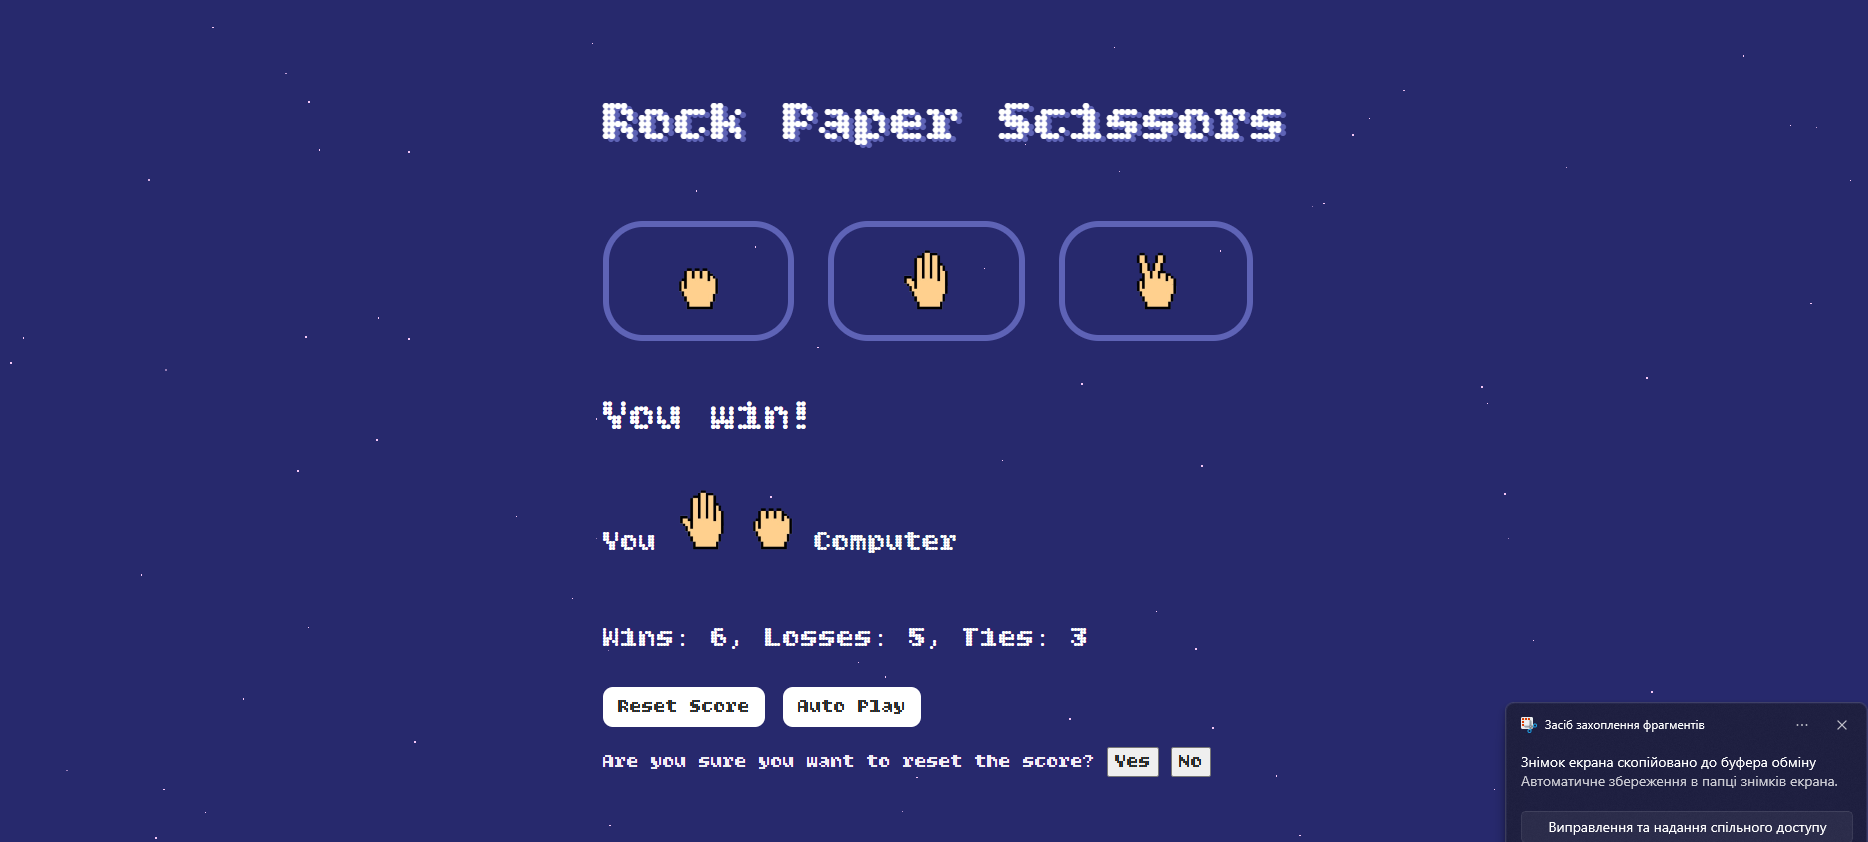 Rock Paper Scissors
You win!
You Computer
Wins: 6, Losses: 5, Ties: 3
Reset Score Auto Play
Are you sure you want to reset the score? Yes No
Засіб захоплення фрагментів
Знімок екрана скопійовано до буфера обміну
Автоматичне збереження в папці знімків екрана.
Виправлення та надання спільного доступу